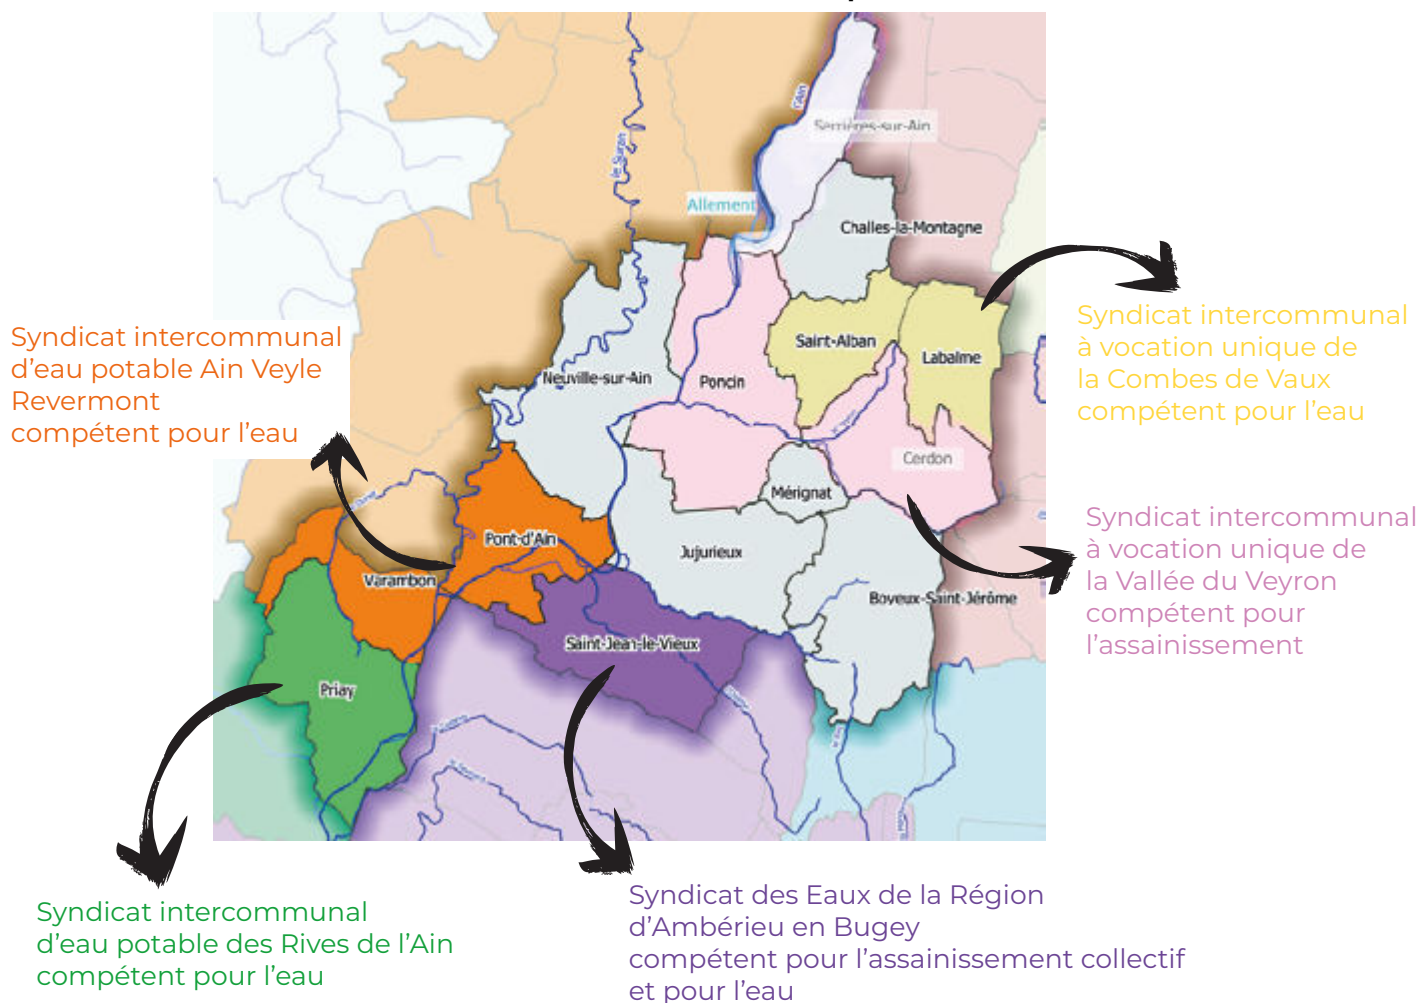 l'Ain
Serrières-sur-Ain
le Suran
Allement
Challes-la-Montagne
Syndicat intercommunal
à vocation unique de
la Combes de Vaux
compétent pour l’eau
Syndicat intercommunal
d’eau potable Ain Veyle
Revermont
compétent pour l’eau
Saint-Alban
Labalme
Neuville-sur-Ain
Poncin
Cerdon
Mérignat
Syndicat intercommunal
à vocation unique de
la Vallée du Veyron
compétent pour
l’assainissement
Pont-d'Ain
Jujurieux
Varambon
Boyeux-Saint-Jérôme
Saint-Jean-le-Vieux
Priay
Syndicat intercommunal
d’eau potable des Rives de l’Ain
compétent pour l’eau
Syndicat des Eaux de la Région
d’Ambérieu en Bugey
compétent pour l’assainissement collectif
et pour l’eau